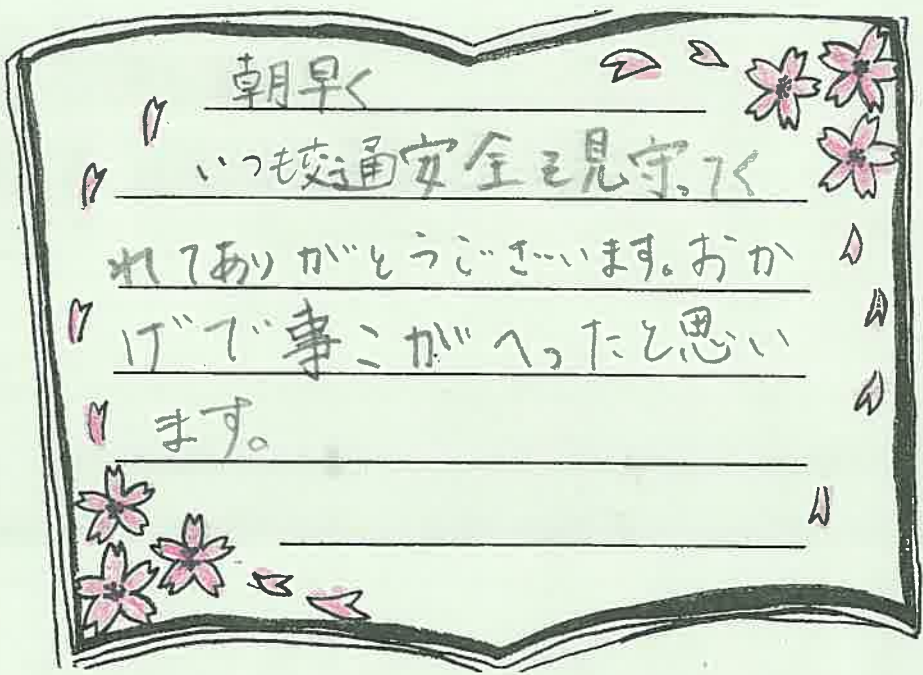 朝早く
いつも交通安全を見守ってく
れてありがとうございます。おか
げで事こがへったと思い
ます。